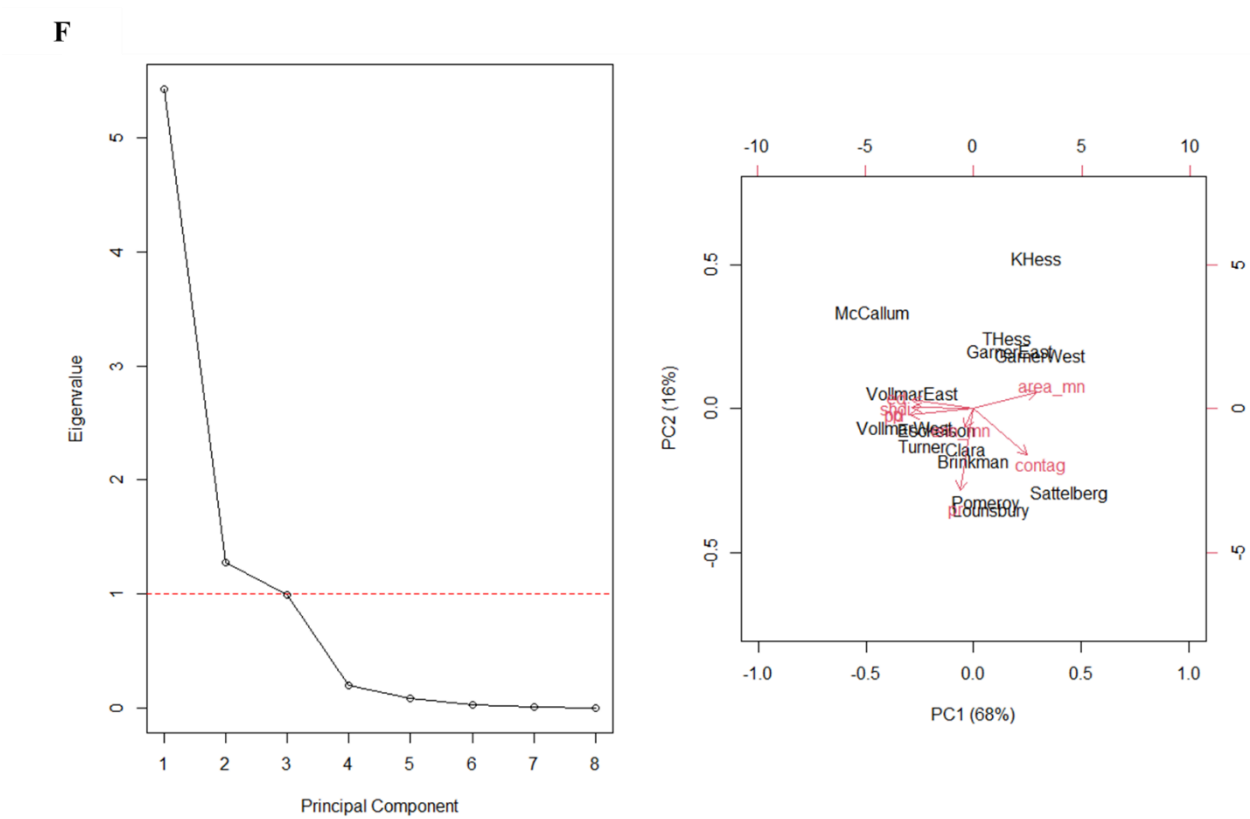 F
5
4
3
2
1
0
Eigenvalue
1 2 3 4 5 6 7 8
Principal Component
-10 -5 0 5 10
KHess
McCallum
THess
GarnerEast
GarnerWest
area_mn
VollmarEast
shdi
VollmarWest
Turner
Clara
Brinkman
contag
Sattelberg
Pomeroy
pr
Lounsbury
0.5
0.0
-0.5
PC2 (16%)
5
0
-5
-1.0 -0.5 0.0 0.5 1.0
PC1 (68%)